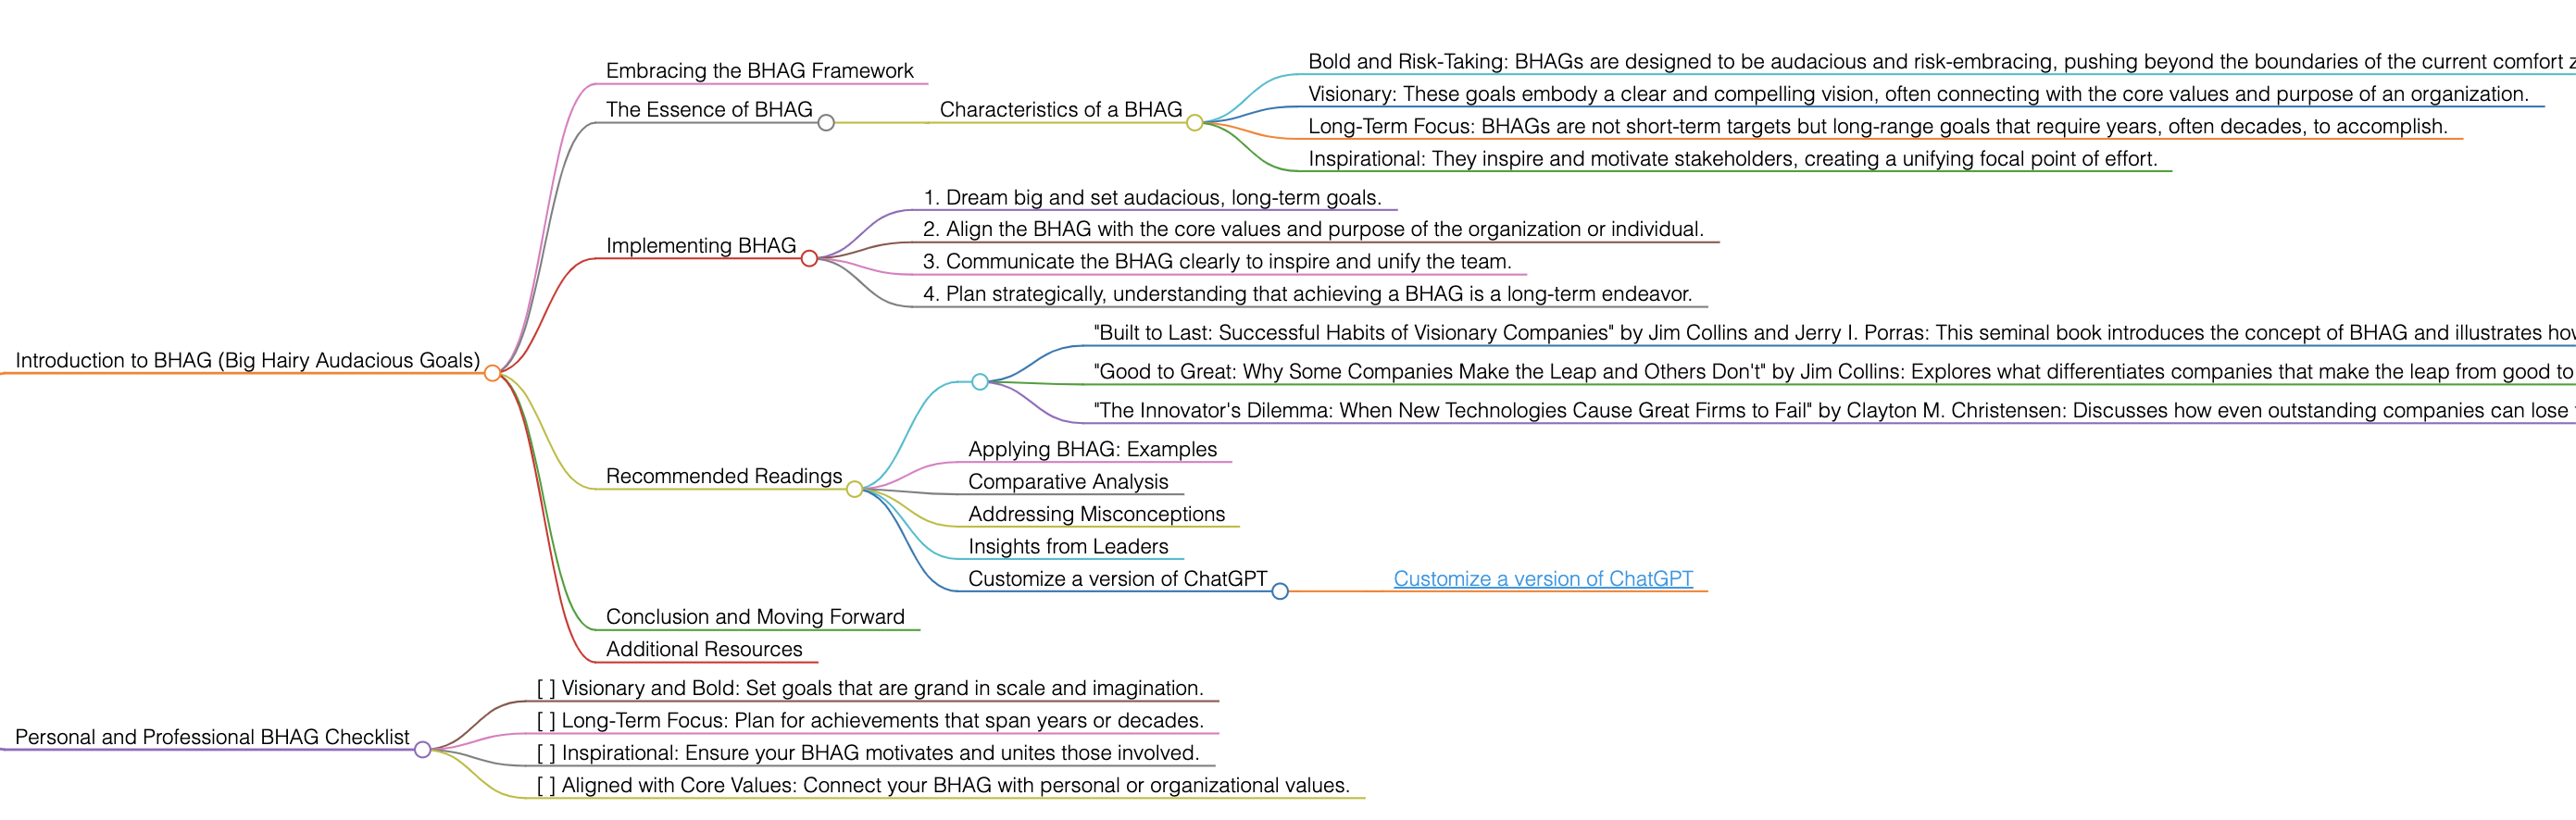 Introduction to BHAG (Big Hairy Audacious Goals)
Embracing the BHAG Framework
The Essence of BHAG
Characteristics of a BHAG
Bold and Risk-Taking: BHAGs are designed to be audacious and risk-embracing, pushing beyond the boundaries of the current comfort
Visionary: These goals embody a clear and compelling vision, often connecting with the core values and purpose of an organization.
Long-Term Focus: BHAGs are not short-term targets but long-range goals that require years, often decades, to accomplish.
Inspirational: They inspire and motivate stakeholders, creating a unifying focal point of effort.
Implementing BHAG
1. Dream big and set audacious, long-term goals.
2. Align the BHAG with the core values and purpose of the organization or individual.
3. Communicate the BHAG clearly to inspire and unify the team.
4. Plan strategically, understanding that achieving a BHAG is a long-term endeavor.
Recommended Readings
"Built to Last: Successful Habits of Visionary Companies" by Jim Collins and Jerry I. Porras: This seminal book introduces the concept of BHAG and illustrates
"Good to Great: Why Some Companies Make the Leap and Others Don't" by Jim Collins: Explores what differentiates companies that make the leap from good to
"The Innovator's Dilemma: When New Technologies Cause Great Firms to Fail" by Clayton M. Christensen: Discusses how even outstanding companies can lose
Applying BHAG: Examples
Comparative Analysis
Addressing Misconceptions
Insights from Leaders
Customize a version of ChatGPT
Customize a version of ChatGPT
Conclusion and Moving Forward
Additional Resources
Personal and Professional BHAG Checklist
[ ] Visionary and Bold: Set goals that are grand in scale and imagination.
[ ] Long-Term Focus: Plan for achievements that span years or decades.
[ ] Inspirational: Ensure your BHAG motivates and unites those involved.
[ ] Aligned with Core Values: Connect your BHAG with personal or organizational values.